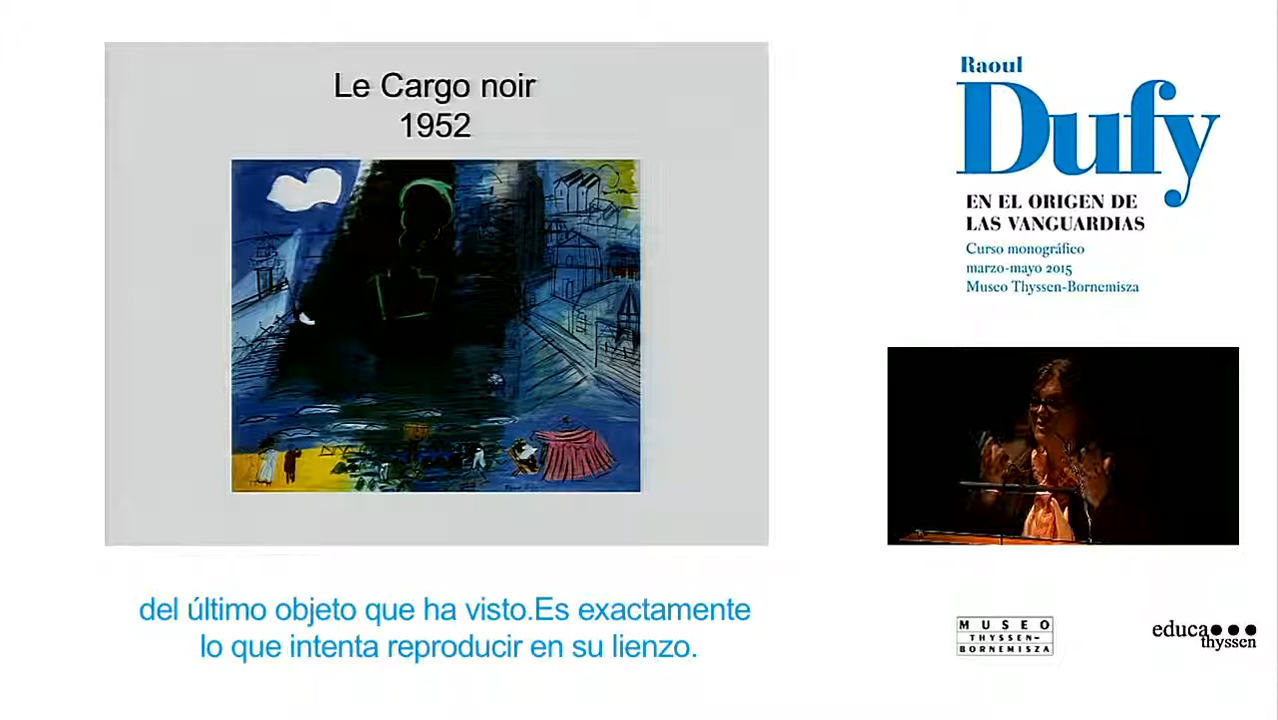 Le Cargo noir
1952
Raoul
Dufy
EN EL ORIGEN DE
LAS VANGUARDIAS
Curso monográfico
marzo-mayo 2015
Museo Thyssen-Bornemisza
del último objeto que ha visto.Es exactamente
lo que intenta reproducir en su lienzo.
MUSEO
THYSSEN-
BORNEMISZA
educa
thyssen